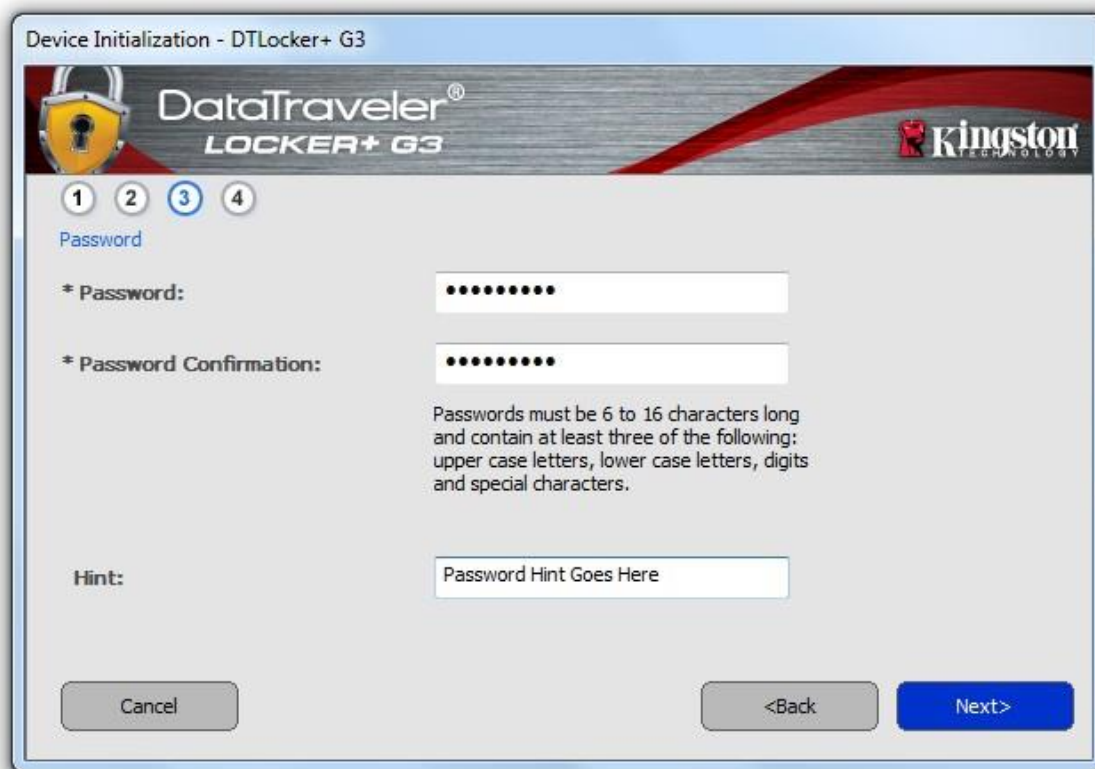 Device Initialization - DTLocker+ G3
DataTraveler®
LOCKER+ G3
Kingston
TECHNOLOGY
1 2 3 4
Password
* Password:
•••••••••
* Password Confirmation:
•••••••••
Passwords must be 6 to 16 characters long
and contain at least three of the following:
upper case letters, lower case letters, digits
and special characters.
Hint:
Password Hint Goes Here
Cancel
<Back
Next>